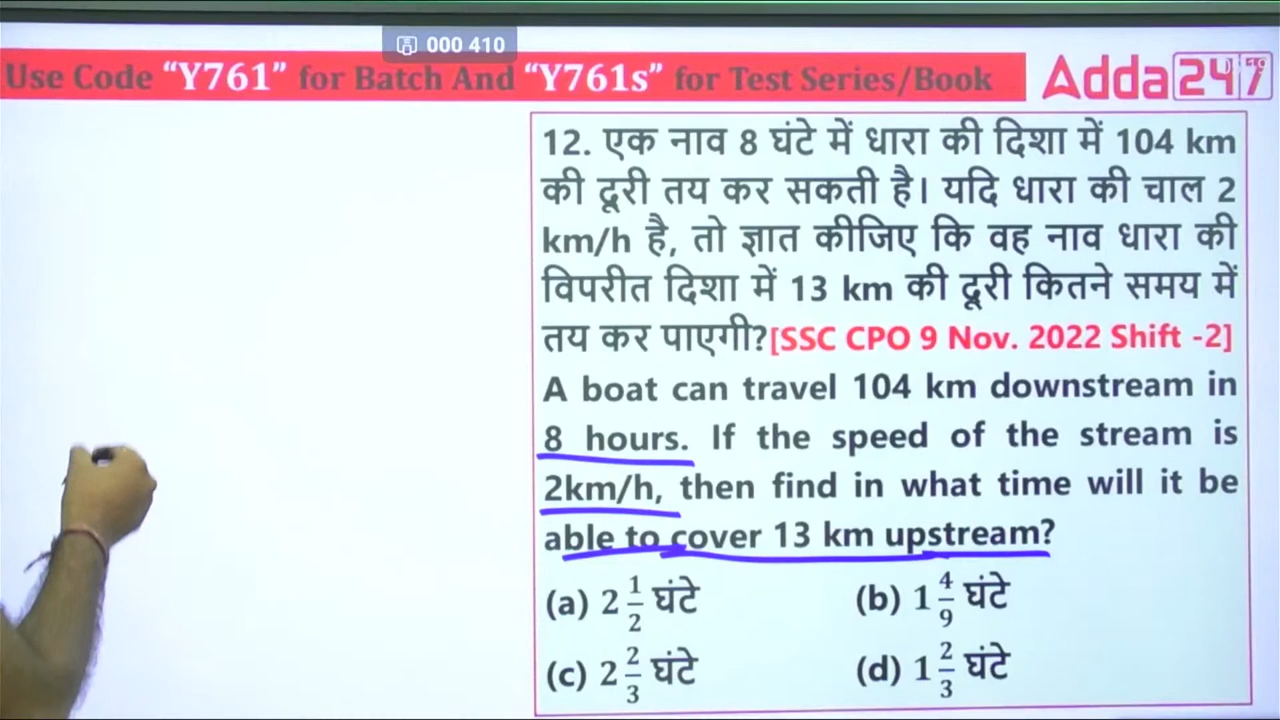 000 410
Use Code “Y761” for Batch And “Y761s” for Test Series/Book
Adda247
12. एक नाव 8 घंटे में धारा की दिशा में 104 km
की दूरी तय कर सकती है। यदि धारा की चाल 2
km/h है, तो ज्ञात कीजिए कि वह नाव धारा की
विपरीत दिशा में 13 km की दूरी कितने समय में
तय कर पाएगी?[SSC CPO 9 Nov. 2022 Shift -2]
A boat can travel 104 km downstream in
8 hours. If the speed of the stream is
2km/h, then find in what time will it be
able to cover 13 km upstream?
(a) 2 1/2 घंटे (b) 1 4/9 घंटे
(c) 2 2/3 घंटे (d) 1 2/3 घंटे